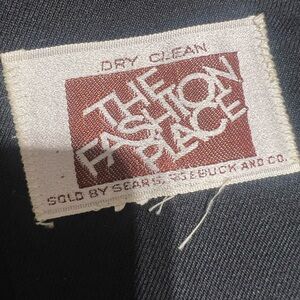 DRY CLEAN
THE
FASHION
PLACE
SOLD BY SEARS, ROEBUCK AND CO.